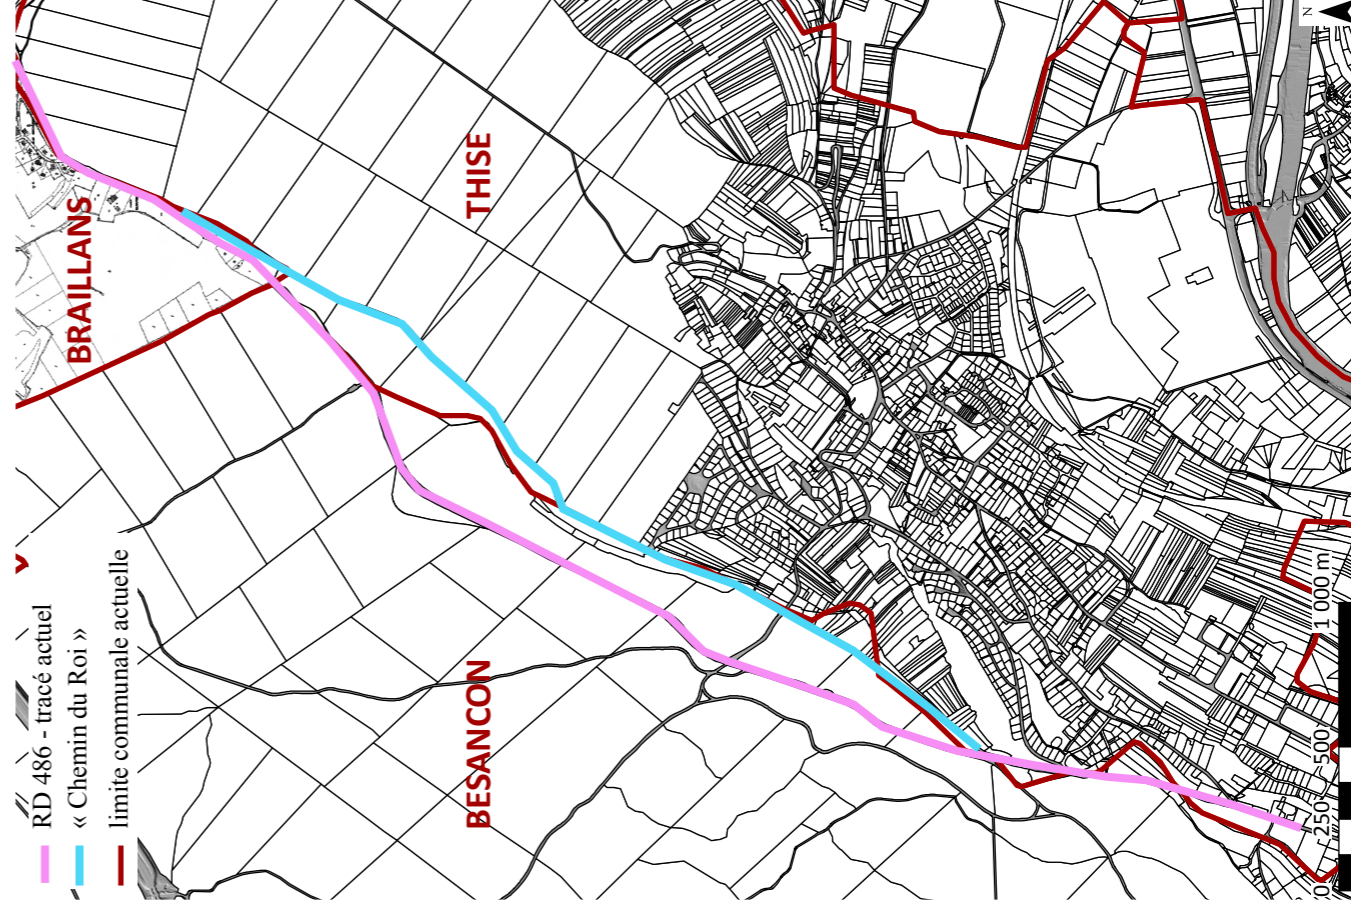 BRAILLANS
THISE
BESANCON
RD 486 - tracé actuel
« Chemin du Roi »
limite communale actuelle
N
0 250 500 1 000 m